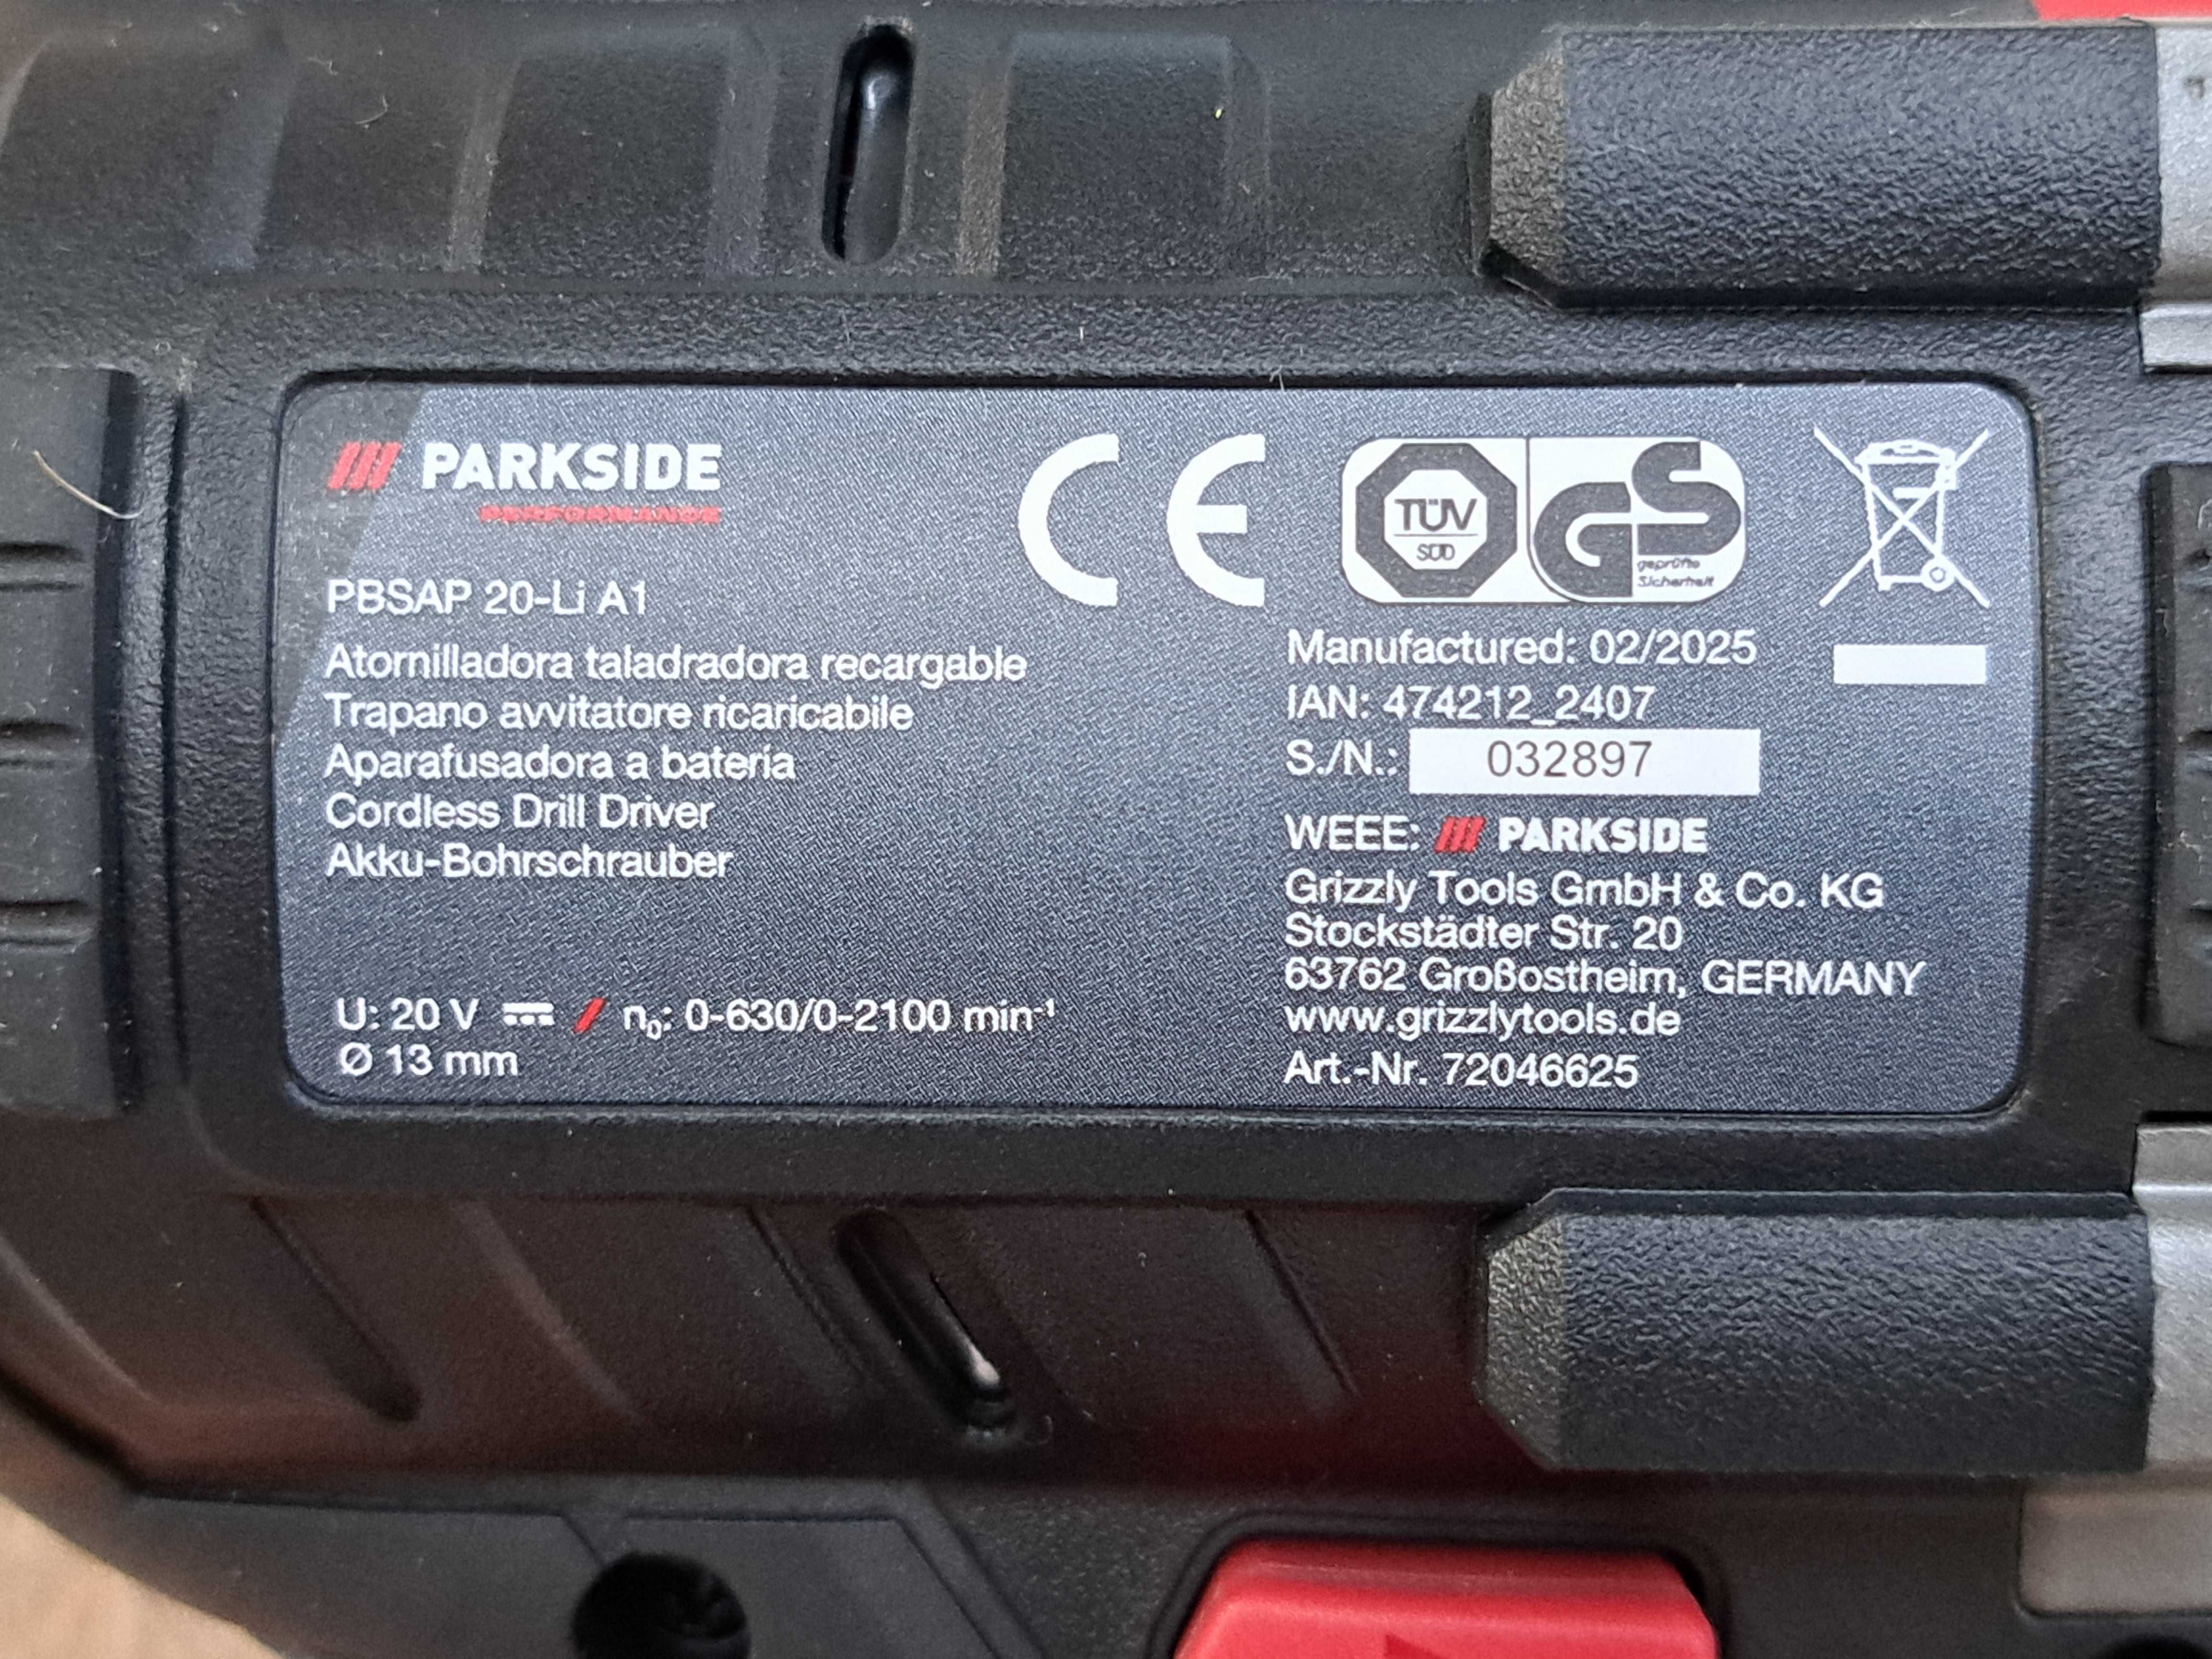 PARKSIDE
PERFORMANCE
PBSAP 20-Li A1
Atornilladora taladradora recargable
Trapano avvitatore ricaricabile
Aparafusadora a bateria
Cordless Drill Driver
Akku-Bohrschrauber
U: 20 V / n₀: 0-630/0-2100 min⁻¹
Ø 13 mm
CE
TÜV
SÜD
GS
geprüfte
Sicherheit
Manufactured: 02/2025
IAN: 474212_2407
S./N.: 032897
WEEE: PARKSIDE
Grizzly Tools GmbH & Co. KG
Stockstädter Str. 20
63762 Großostheim, GERMANY
www.grizzlytools.de
Art.-Nr. 72046625